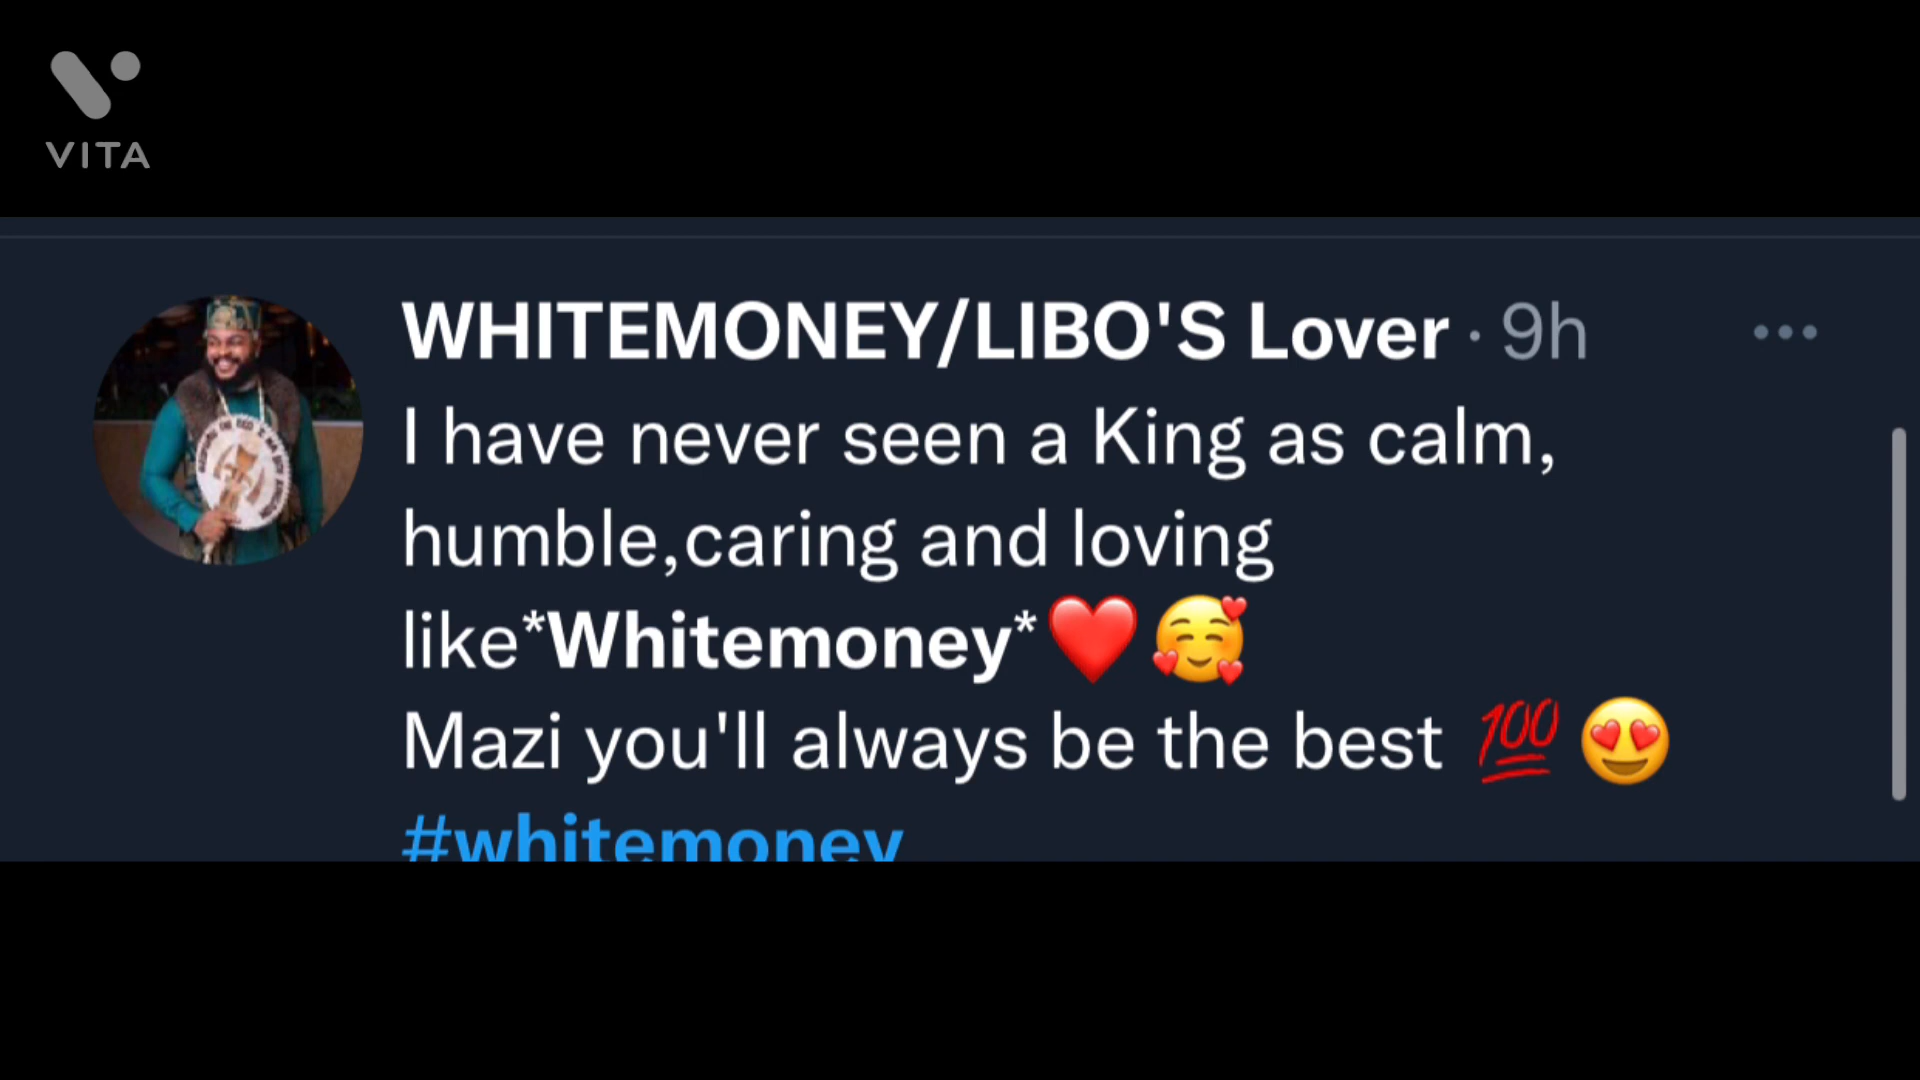 VITA
WHITEMONEY/LIBO'S Lover · 9h
I have never seen a King as calm,
humble,caring and loving
like*Whitemoney*❤️🥰
Mazi you'll always be the best 💯😍
#whitemoney